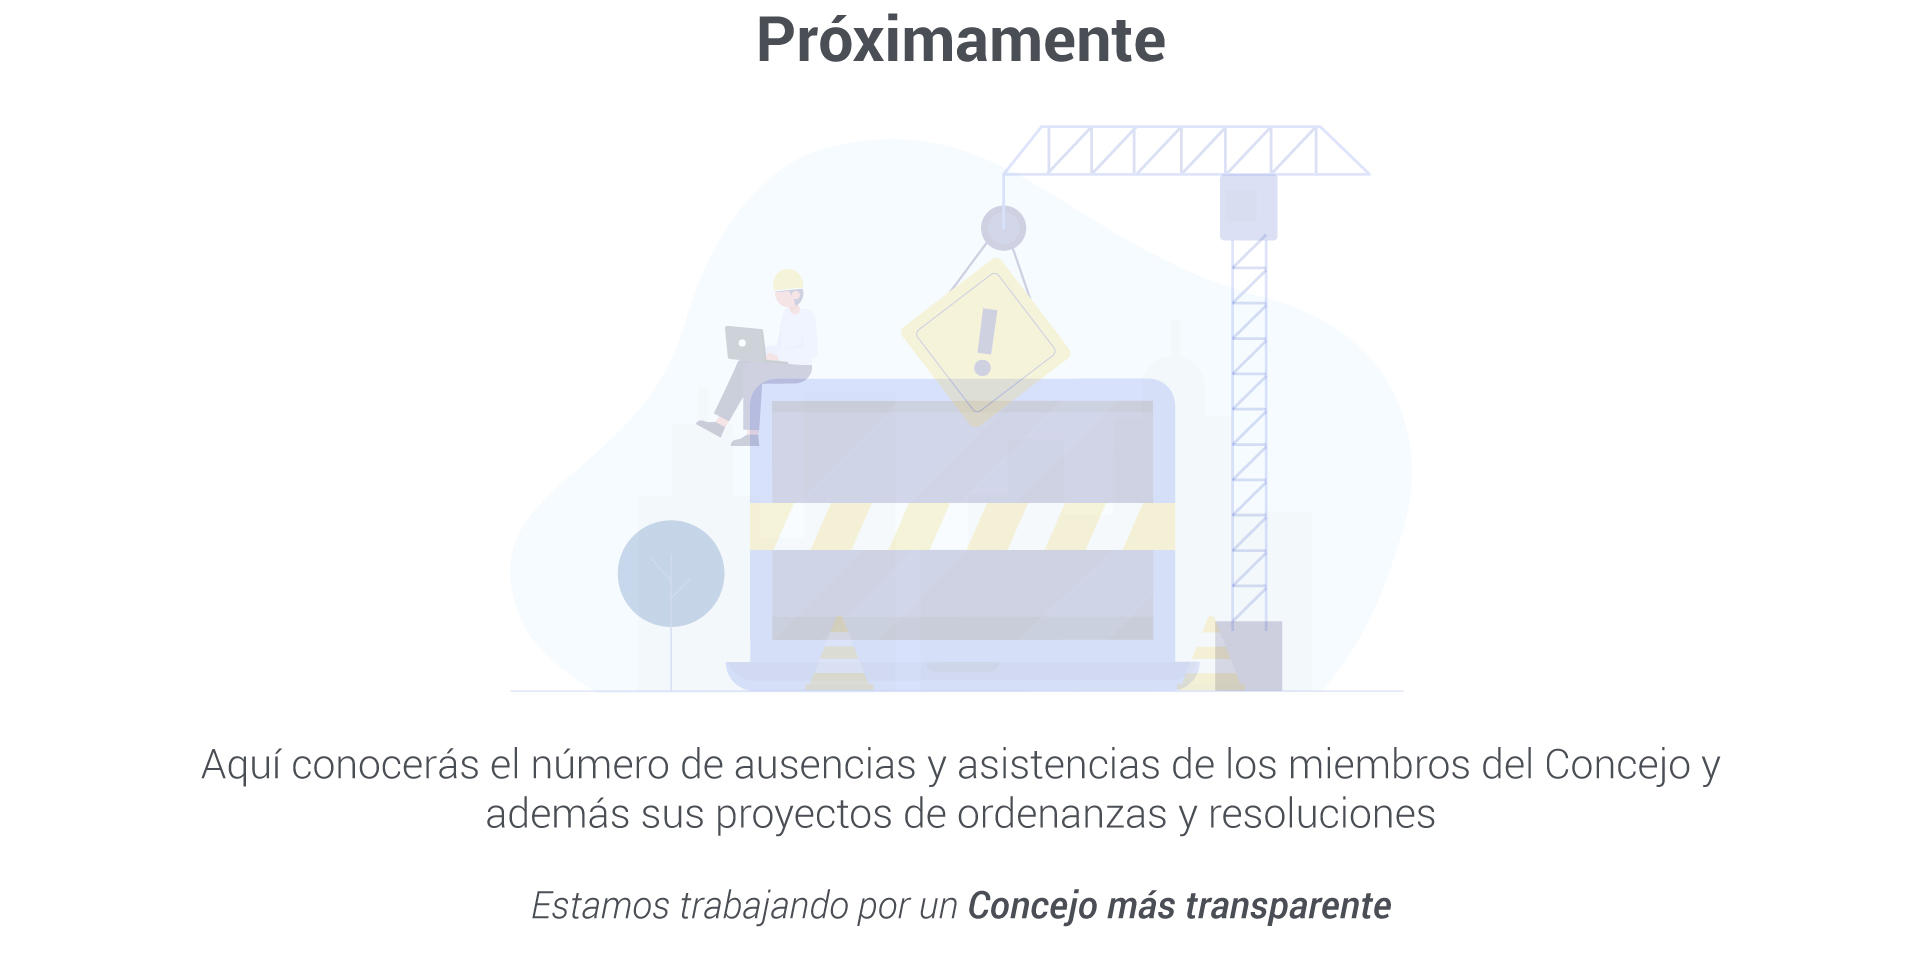 Próximamente
!
Aquí conocerás el número de ausencias y asistencias de los miembros del Concejo y
además sus proyectos de ordenanzas y resoluciones
Estamos trabajando por un Concejo más transparente